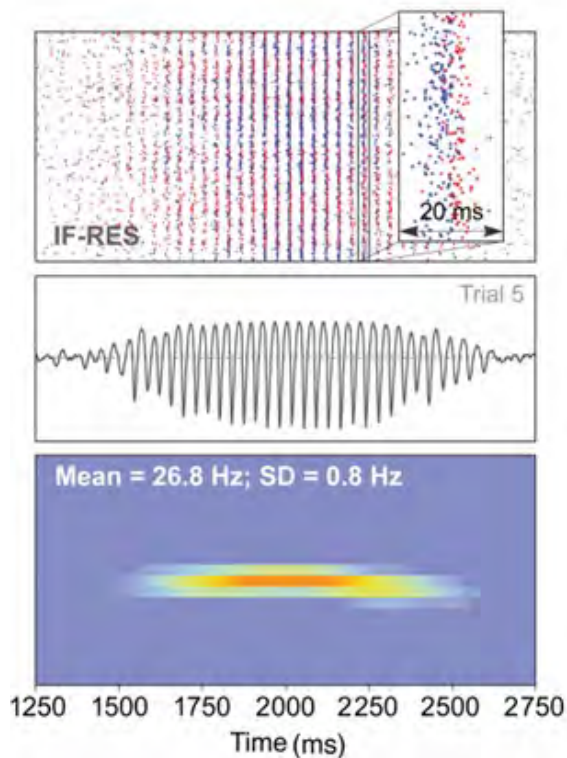 20 ms
IF-RES
Trial 5
Mean = 26.8 Hz; SD = 0.8 Hz
1250 1500 1750 2000 2250 2500 2750
Time (ms)